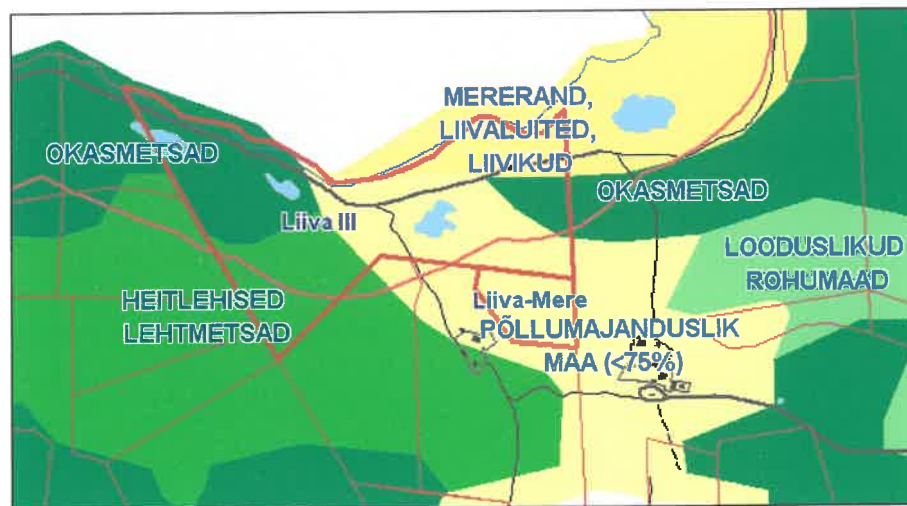 MERERAND,
LIIVALUITED,
LIIVIKUD
OKASMETSAD
OKASMETSAD
Liiva III
LOODUSLIKUD
ROHUMAAD
HEITLEHISED
LEHTMETSAD
Liiva-Mere
PÕLLUMAJANDUSLIK
MAA (<75%)